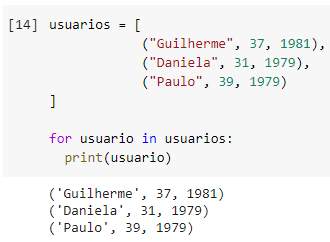 [14] usuarios = [
("Guilherme", 37, 1981),
("Daniela", 31, 1979),
("Paulo", 39, 1979)
]
for usuario in usuarios:
print(usuario)
('Guilherme', 37, 1981)
('Daniela', 31, 1979)
('Paulo', 39, 1979)